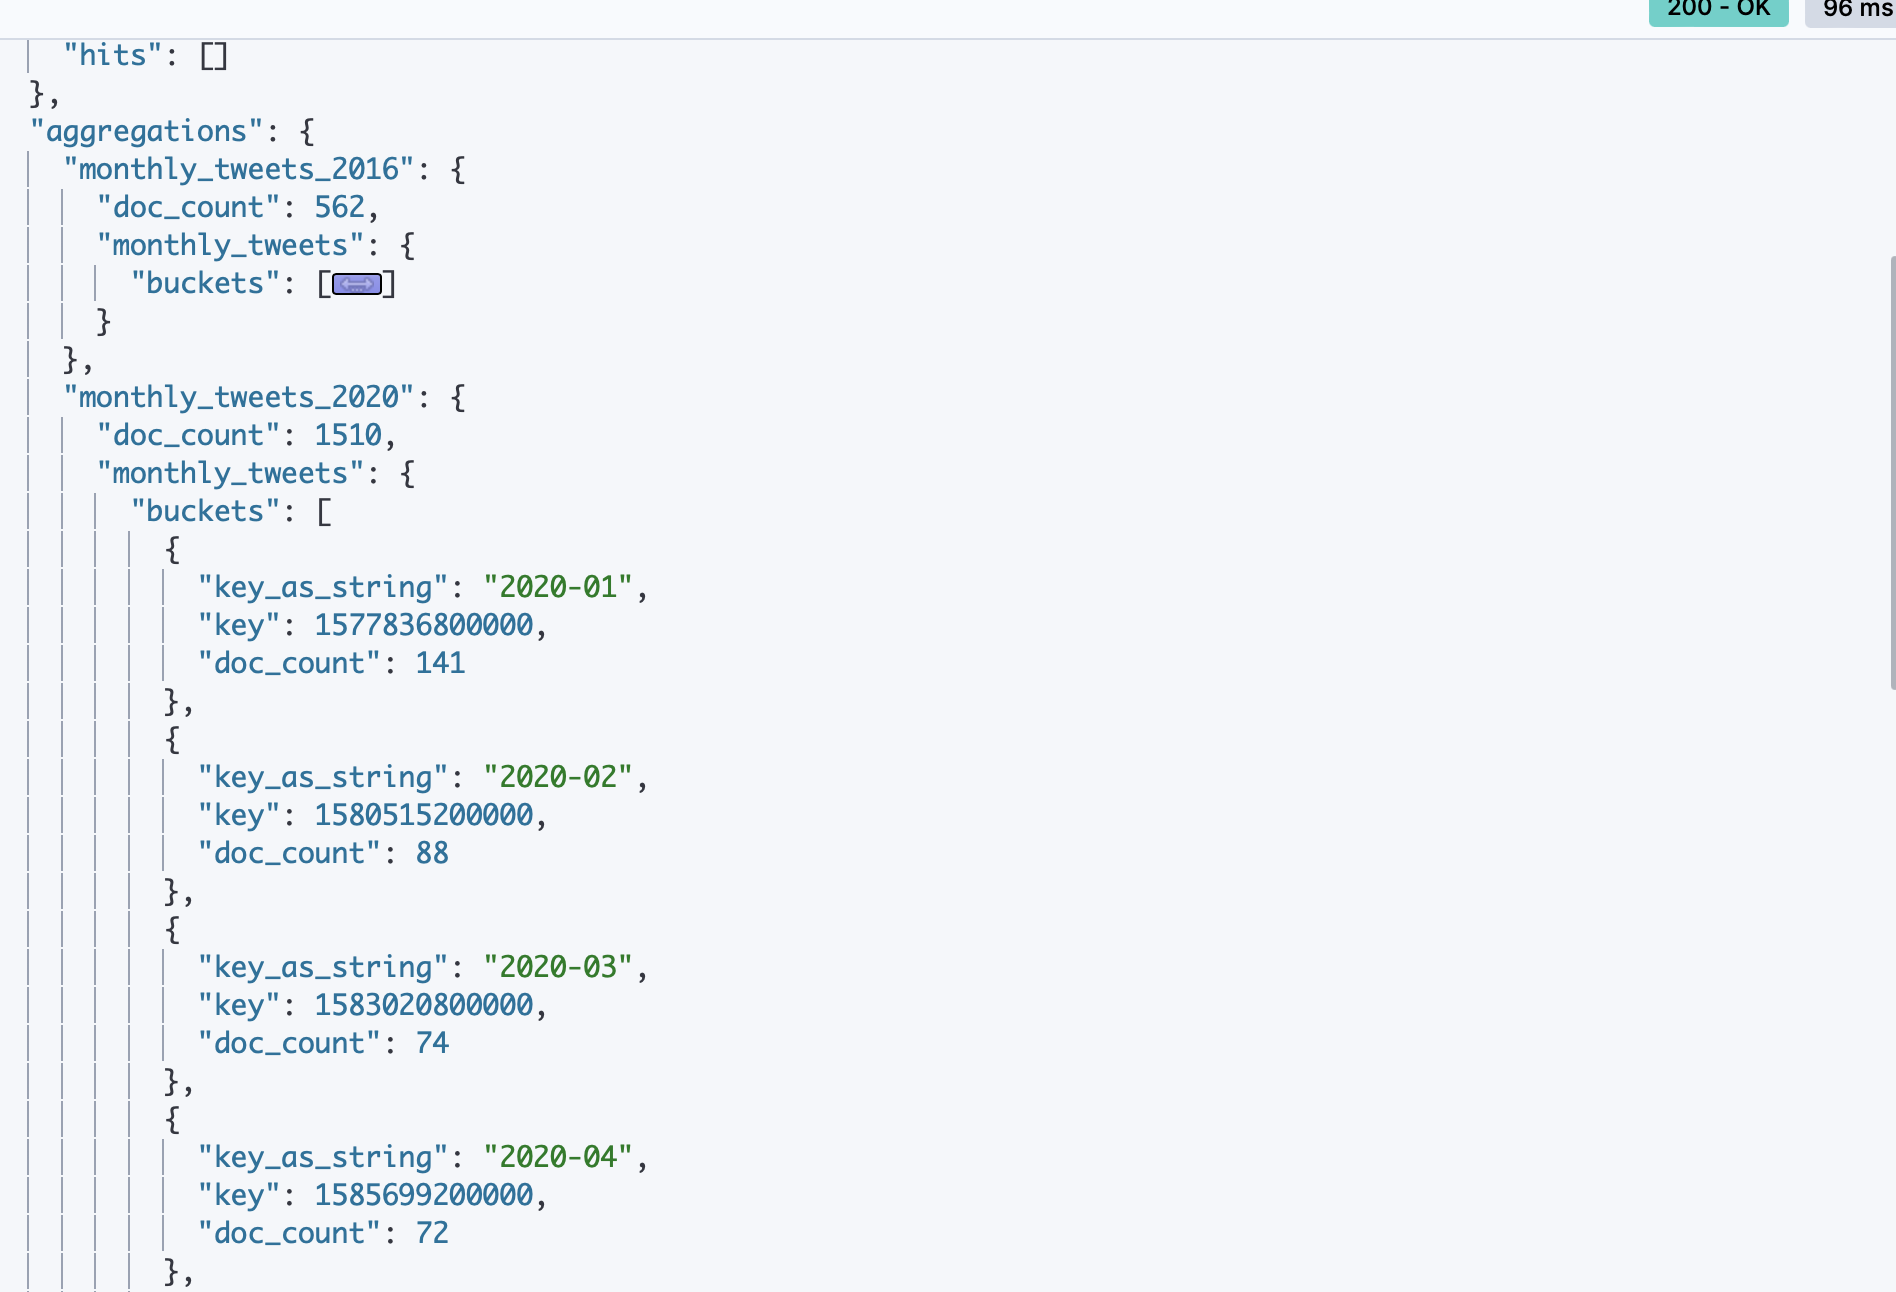 200 - OK 96 ms
"hits": []
},
"aggregations": {
"monthly_tweets_2016": {
"doc_count": 562,
"monthly_tweets": {
"buckets": [...]
}
},
"monthly_tweets_2020": {
"doc_count": 1510,
"monthly_tweets": {
"buckets": [
{
"key_as_string": "2020-01",
"key": 1577836800000,
"doc_count": 141
},
{
"key_as_string": "2020-02",
"key": 1580515200000,
"doc_count": 88
},
{
"key_as_string": "2020-03",
"key": 1583020800000,
"doc_count": 74
},
{
"key_as_string": "2020-04",
"key": 1585699200000,
"doc_count": 72
},